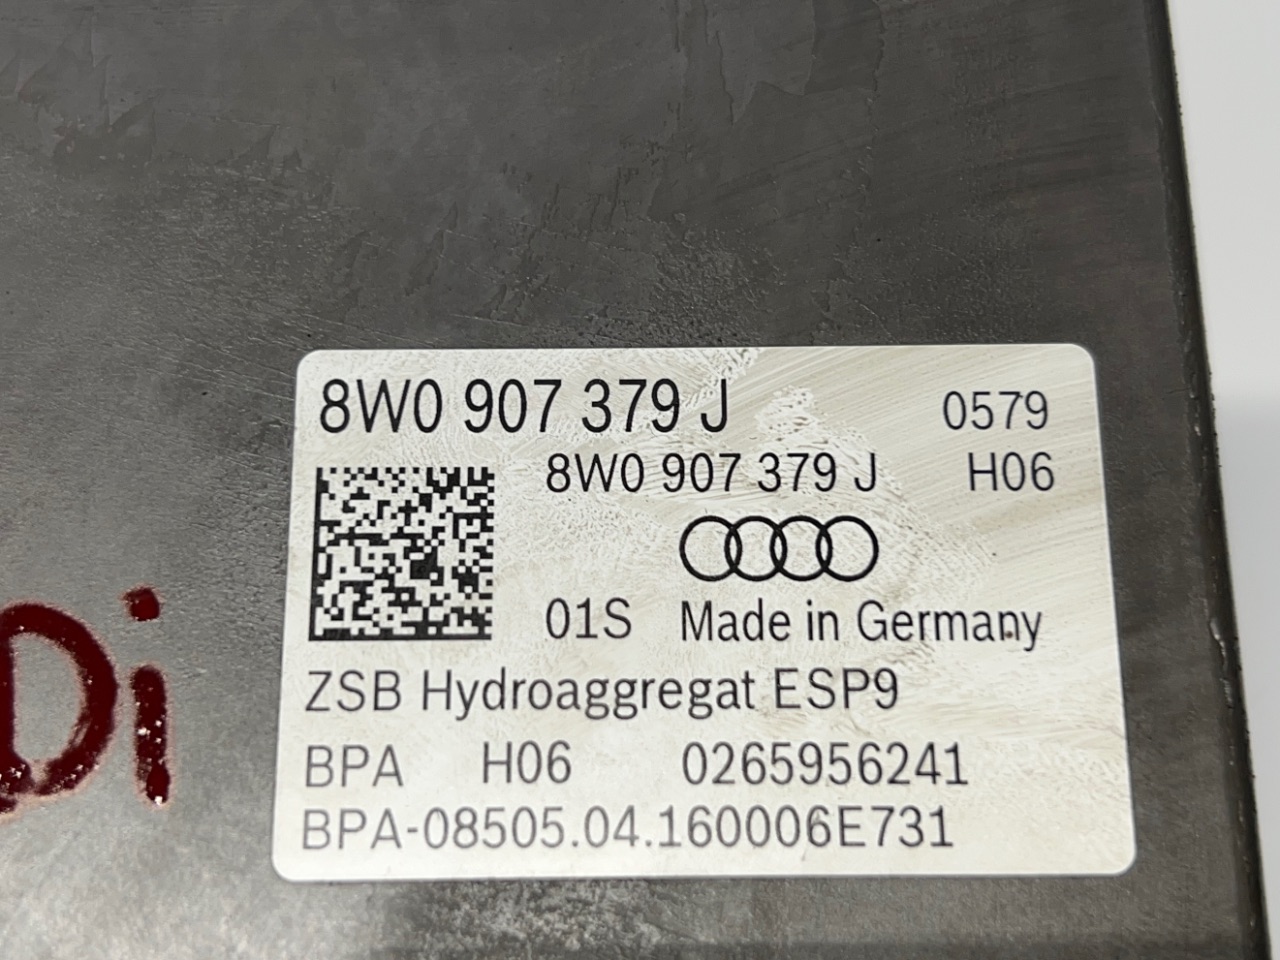 8W0 907 379 J 0579
8W0 907 379 J H06
01S Made in Germany
ZSB Hydroaggregat ESP9
BPA H06 0265956241
BPA-08505.04.160006E731
Di